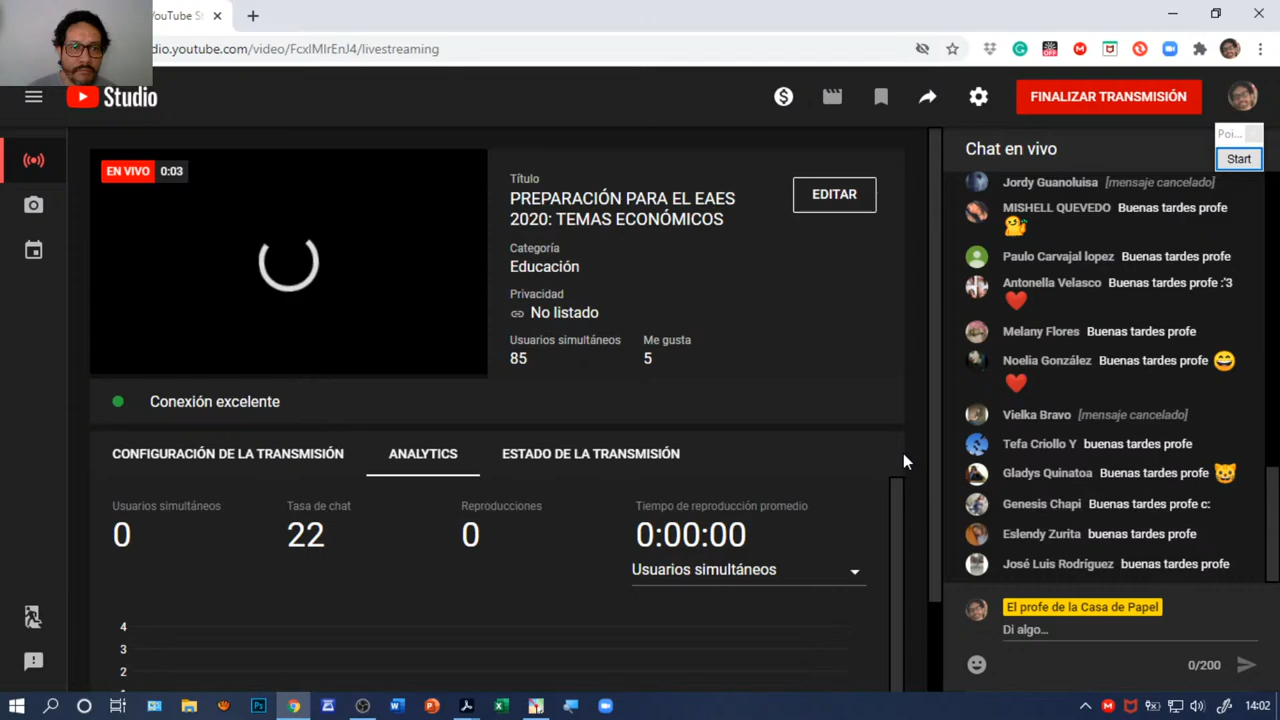 YouTube S
dio.youtube.com/video/FcxlMIrEnJ4/livestreaming
Studio
FINALIZAR TRANSMISIÓN
Poi...
Start
EN VIVO 0:03
Título
PREPARACIÓN PARA EL EAES
2020: TEMAS ECONÓMICOS
EDITAR
Categoría
Educación
Privacidad
No listado
Usuarios simultáneos
Me gusta
85
5
Conexión excelente
CONFIGURACIÓN DE LA TRANSMISIÓN
ANALYTICS
ESTADO DE LA TRANSMISIÓN
Usuarios simultáneos
Tasa de chat
Reproducciones
Tiempo de reproducción promedio
0
22
0
0:00:00
Usuarios simultáneos
4
3
2
Chat en vivo
Jordy Guanoluisa [mensaje cancelado]
MISHELL QUEVEDO Buenas tardes profe
Paulo Carvajal lopez Buenas tardes profe
Antonella Velasco Buenas tardes profe :'3
Melany Flores Buenas tardes profe
Noelia González Buenas tardes profe
Vielka Bravo [mensaje cancelado]
Tefa Criollo Y buenas tardes profe
Gladys Quinatoa Buenas tardes profe
Genesis Chapi Buenas tardes profe c:
Eslendy Zurita buenas tardes profe
José Luis Rodríguez buenas tardes profe
El profe de la Casa de Papel
Di algo...
0/200
14:02